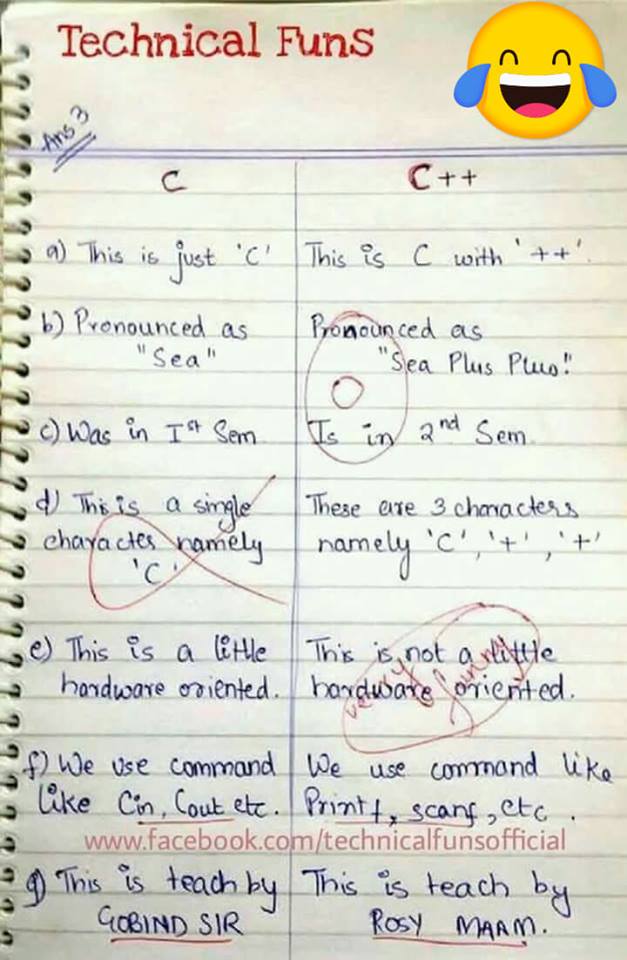 Technical Funs
Ans 3
C
C++
a) This is just 'C'
This is C with '++'.
b) Pronounced as
"Sea"
Pronounced as
"Sea Plus Plus!"
c) Was in Ist Sem
Is in 2nd Sem.
d) This is a single
character namely
'C'
These are 3 characters
namely 'C', '+', '+'
e) This is a little
hardware oriented.
This is not a little
hardware oriented.
very funny
f) We use command
like Cin, Cout etc.
We use command like
Printf, scanf, etc.
www.facebook.com/technicalfunsofficial
g) This is teach by
GOBIND SIR
This is teach by
ROSY MAAM.